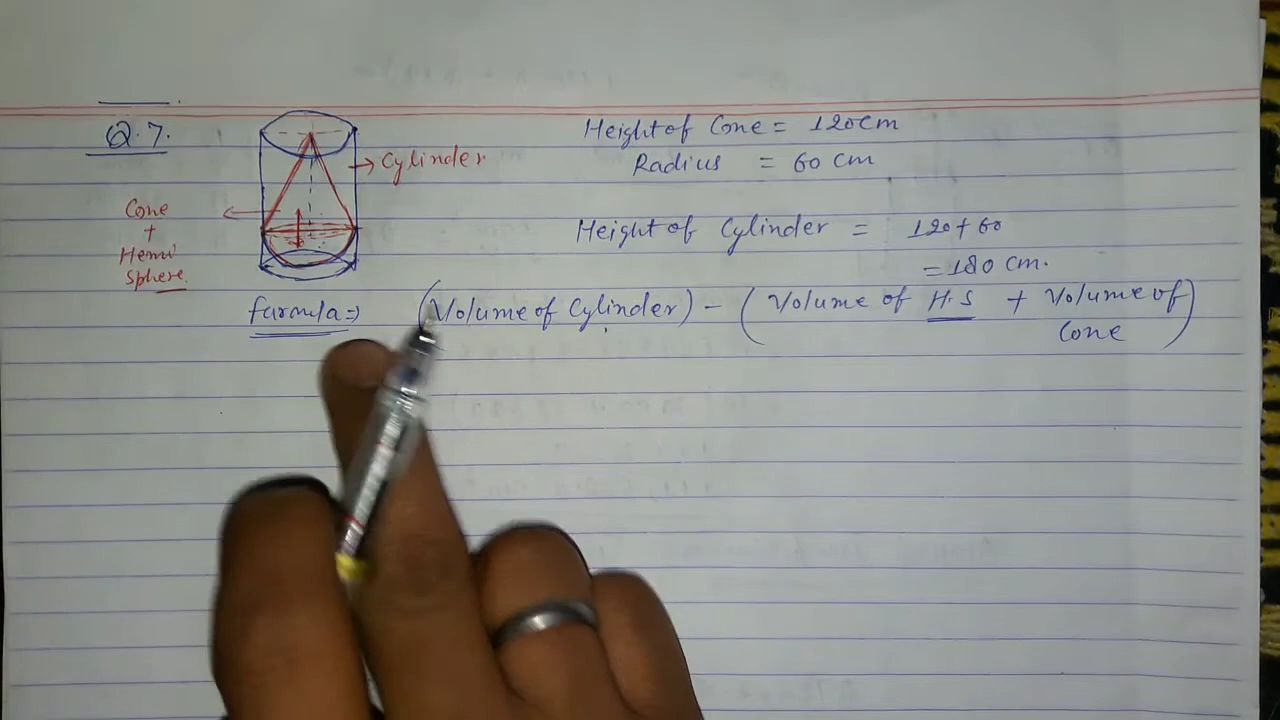 Q.7.
Cylinder
Cone
+
Hemi
Sphere.
Height of Cone = 120cm
Radius = 60 cm
Height of Cylinder = 120+60
= 180 cm.
Farmula => (Volume of Cylinder) - (Volume of H.S + Volume of Cone)